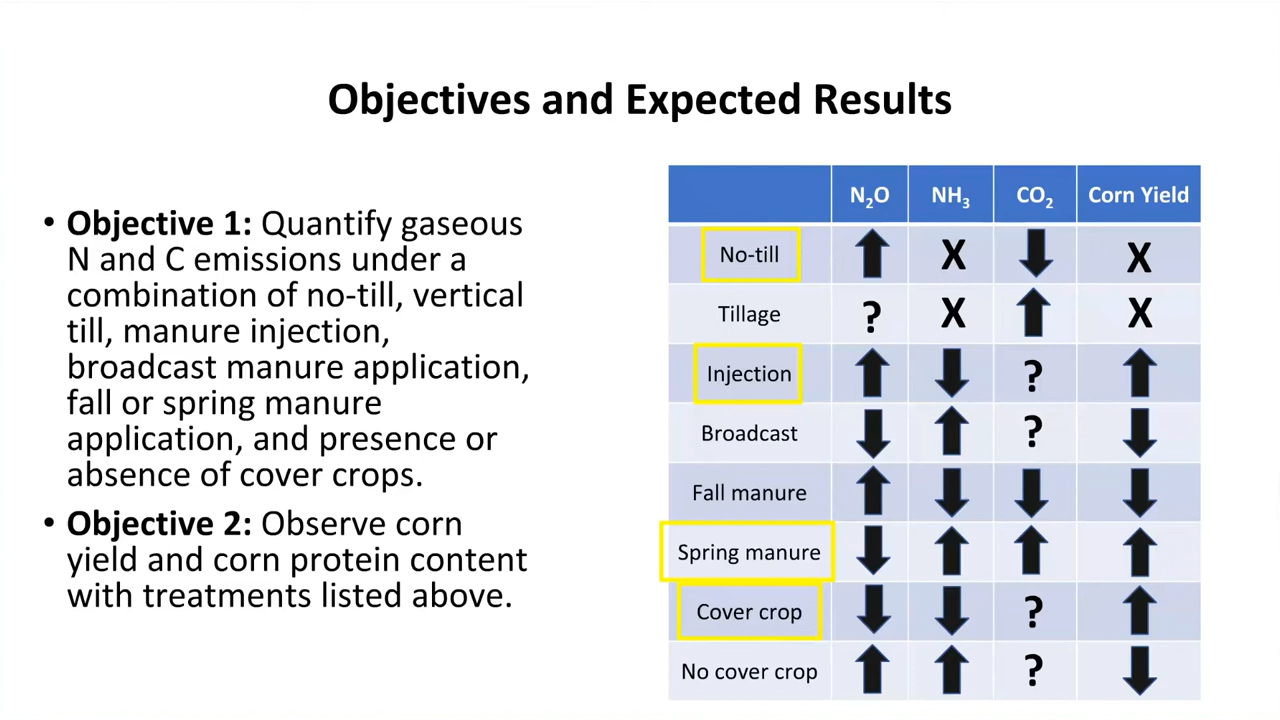 Objectives and Expected Results
• Objective 1: Quantify gaseous
N and C emissions under a
combination of no-till, vertical
till, manure injection,
broadcast manure application,
fall or spring manure
application, and presence or
absence of cover crops.
• Objective 2: Observe corn
yield and corn protein content
with treatments listed above.
N₂O NH₃ CO₂ Corn Yield
No-till ↑ X ↓ X
Tillage ? X ↑ X
Injection ↑ ↓ ? ↑
Broadcast ↓ ↑ ? ↓
Fall manure ↑ ↓ ↓ ↓
Spring manure ↓ ↑ ↑ ↑
Cover crop ↓ ↓ ? ↑
No cover crop ↑ ↑ ? ↓